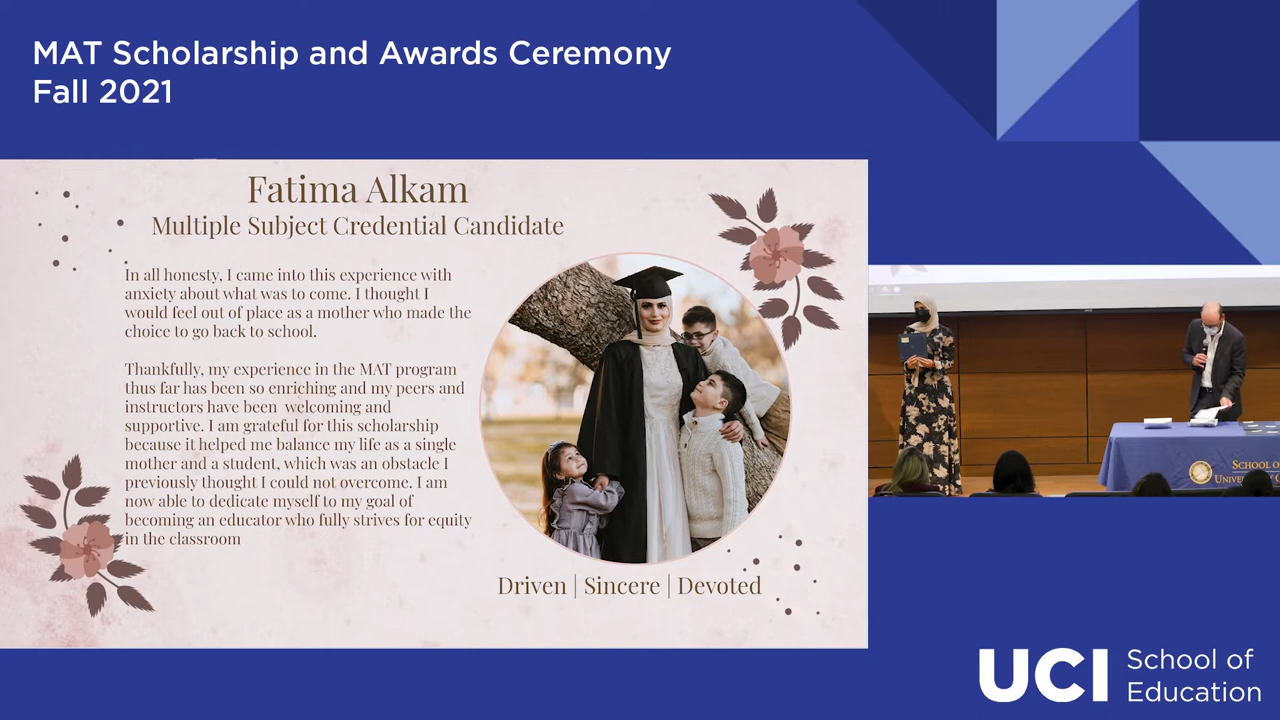 MAT Scholarship and Awards Ceremony
Fall 2021
Fatima Alkam
Multiple Subject Credential Candidate
In all honesty, I came into this experience with
anxiety about what was to come. I thought I
would feel out of place as a mother who made the
choice to go back to school.
Thankfully, my experience in the MAT program
thus far has been so enriching and my peers and
instructors have been welcoming and
supportive. I am grateful for this scholarship
because it helped me balance my life as a single
mother and a student, which was an obstacle I
previously thought I could not overcome. I am
now able to dedicate myself to my goal of
becoming an educator who fully strives for equity
in the classroom
Driven | Sincere | Devoted
School of
UCI School of
Education